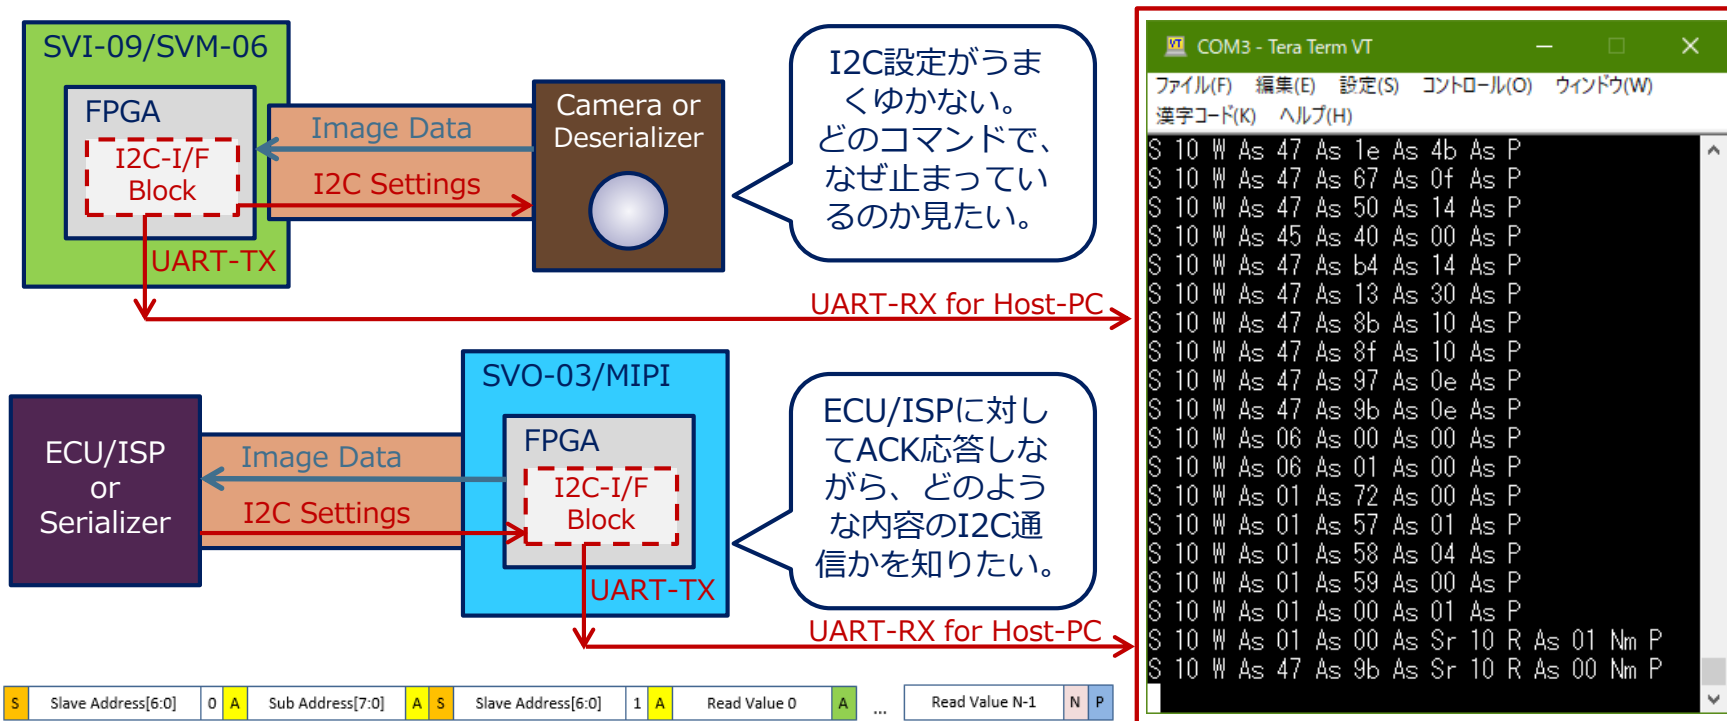 SVI-09/SVM-06
FPGA
I2C-I/F
Block
Image Data
I2C Settings
UART-TX
Camera or
Deserializer
I2C設定がうま
くゆかない。
どのコマンドで、
なぜ止まってい
るのか見たい。
UART-RX for Host-PC
SVO-03/MIPI
FPGA
I2C-I/F
Block
Image Data
I2C Settings
UART-TX
ECU/ISP
or
Serializer
ECU/ISPに対し
てACK応答しな
がら、どのよう
な内容のI2C通
信かを知りたい。
UART-RX for Host-PC
COM3 - Tera Term VT
ファイル(F) 編集(E) 設定(S) コントロール(O) ウィンドウ(W)
漢字コード(K) ヘルプ(H)
S 10 W As 47 As 1e As 4b As P
S 10 W As 47 As 67 As 0f As P
S 10 W As 47 As 50 As 14 As P
S 10 W As 45 As 40 As 00 As P
S 10 W As 47 As b4 As 14 As P
S 10 W As 47 As 13 As 30 As P
S 10 W As 47 As 8b As 10 As P
S 10 W As 47 As 8f As 10 As P
S 10 W As 47 As 97 As 0e As P
S 10 W As 47 As 9b As 0e As P
S 10 W As 06 As 00 As 00 As P
S 10 W As 06 As 01 As 00 As P
S 10 W As 01 As 72 As 00 As P
S 10 W As 01 As 57 As 01 As P
S 10 W As 01 As 58 As 04 As P
S 10 W As 01 As 59 As 00 As P
S 10 W As 01 As 00 As 01 As P
S 10 W As 01 As 00 As Sr 10 R As 01 Nm P
S 10 W As 47 As 9b As Sr 10 R As 00 Nm P
S Slave Address[6:0] 0 A Sub Address[7:0] A S Slave Address[6:0] 1 A Read Value 0 A ... Read Value N-1 N P